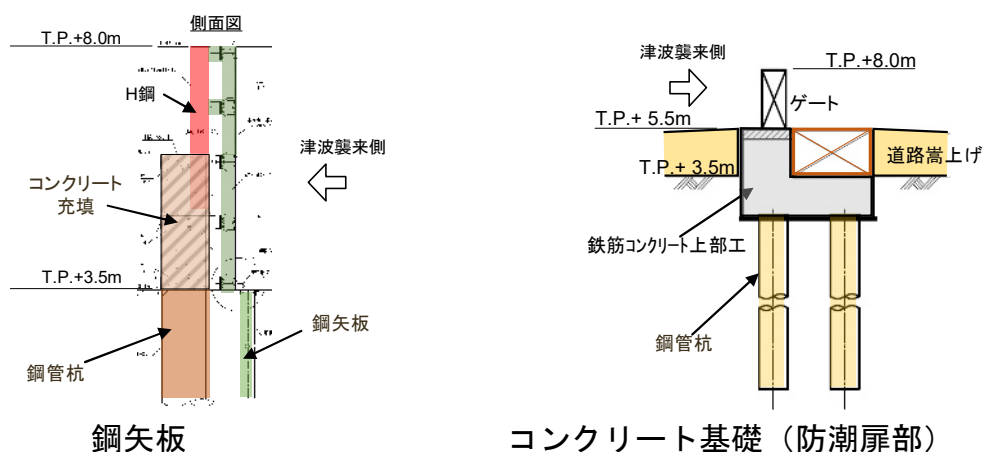 側面図
T.P.+8.0m
H鋼
津波襲来側
コンクリート
充填
T.P.+3.5m
鋼矢板
鋼管杭
鋼矢板
津波襲来側
T.P.+8.0m
ゲート
T.P.+ 5.5m
道路嵩上げ
T.P.+ 3.5m
鉄筋コンクリート上部工
鋼管杭
コンクリート基礎（防潮扉部）